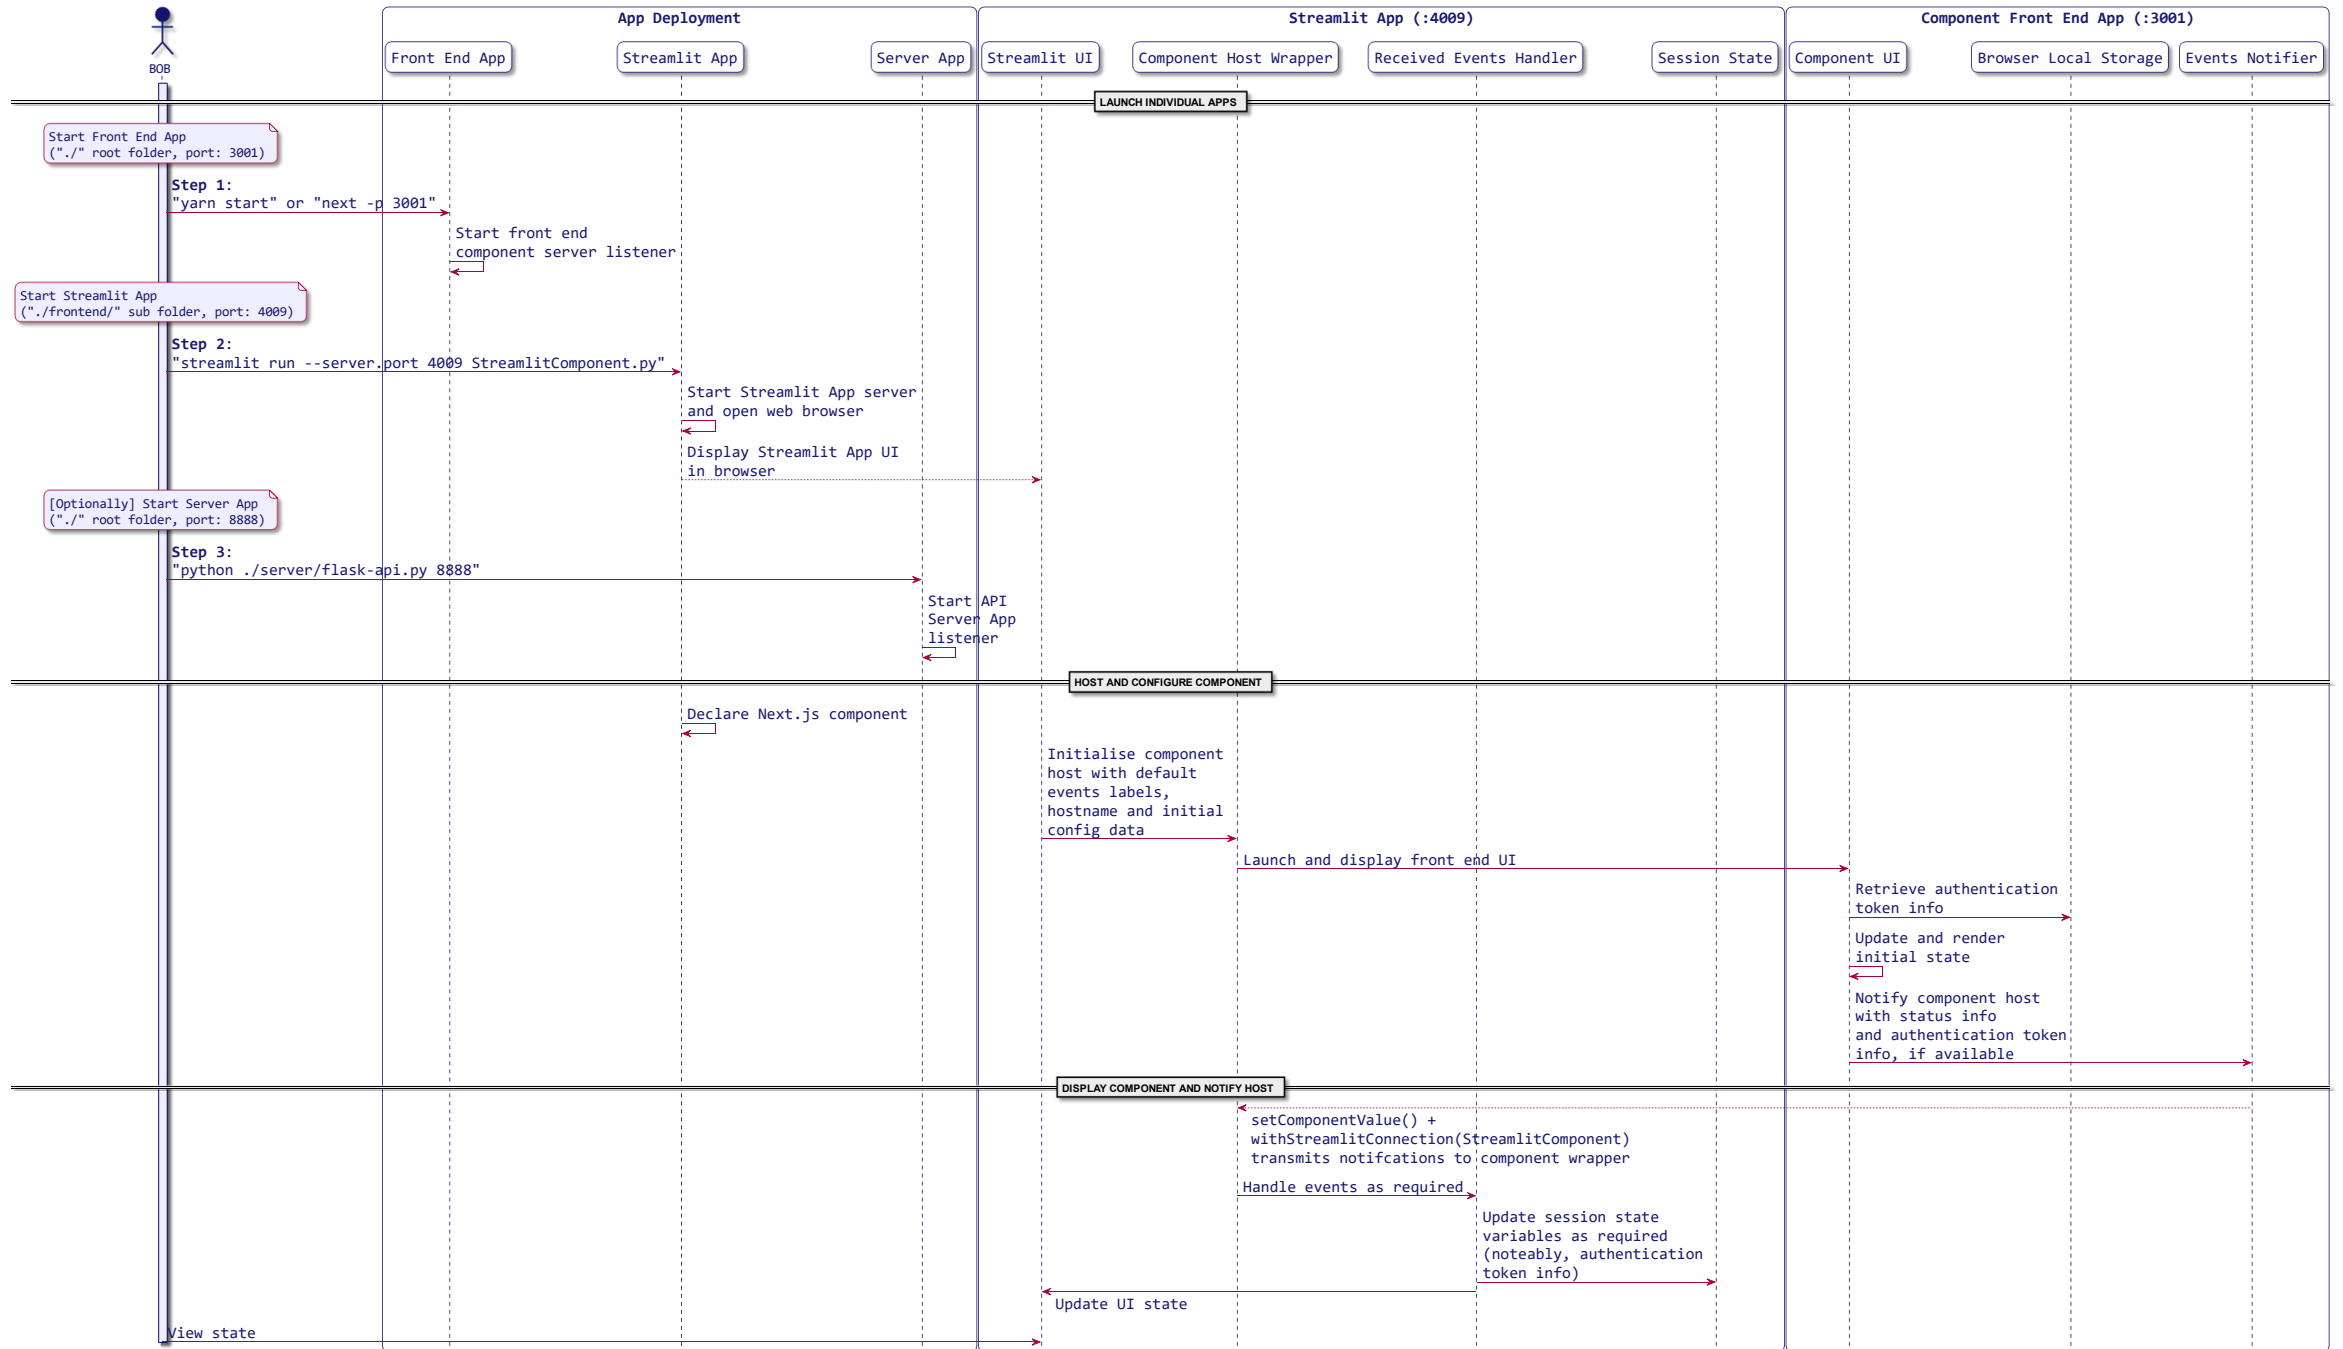 App Deployment
Streamlit App (:4009)
Component Front End App (:3001)
BOB
Front End App
Streamlit App
Server App
Streamlit UI
Component Host Wrapper
Received Events Handler
Session State
Component UI
Browser Local Storage
Events Notifier
LAUNCH INDIVIDUAL APPS
Start Front End App
("./" root folder, port: 3001)
Step 1:
"yarn start" or "next -p 3001"
Start front end
component server listener
Start Streamlit App
("./frontend/" sub folder, port: 4009)
Step 2:
"streamlit run --server.port 4009 StreamlitComponent.py"
Start Streamlit App server
and open web browser
Display Streamlit App UI
in browser
[Optionally] Start Server App
("./" root folder, port: 8888)
Step 3:
"python ./server/flask-api.py 8888"
Start API
Server App
listener
HOST AND CONFIGURE COMPONENT
Declare Next.js component
Initialise component
host with default
events labels,
hostname and initial
config data
Launch and display front end UI
Retrieve authentication
token info
Update and render
initial state
Notify component host
with status info
and authentication token
info, if available
DISPLAY COMPONENT AND NOTIFY HOST
setComponentValue() +
withStreamlitConnection(StreamlitComponent)
transmits notifcations to component wrapper
Handle events as required
Update session state
variables as required
(noteably, authentication
token info)
Update UI state
View state